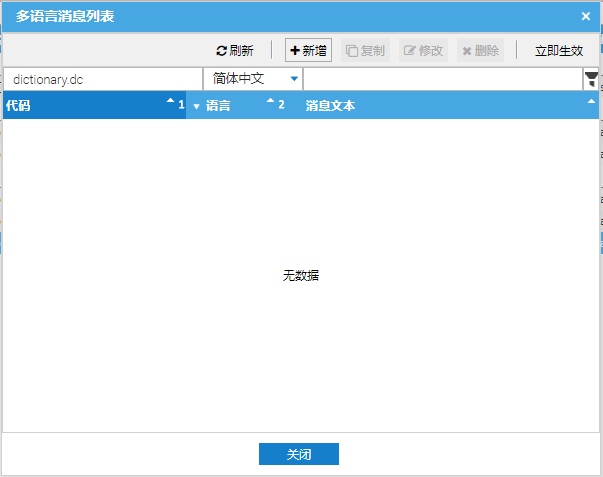 多语言消息列表 ×
刷新 新增 复制 修改 删除 立即生效
dictionary.dc 简体中文
代码 1 语言 2 消息文本
无数据
关闭